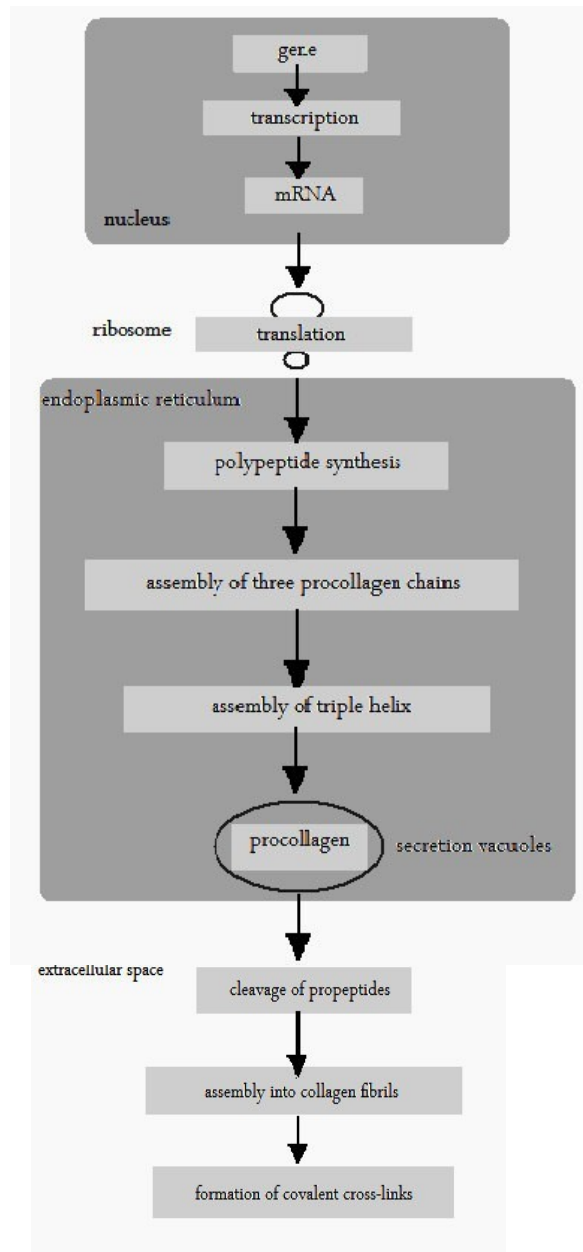 gene
transcription
mRNA
nucleus
ribosome
translation
endoplasmic reticulum
polypeptide synthesis
assembly of three procollagen chains
assembly of triple helix
procollagen
secretion vacuoles
extracellular space
cleavage of propeptides
assembly into collagen fibrils
formation of covalent cross-links